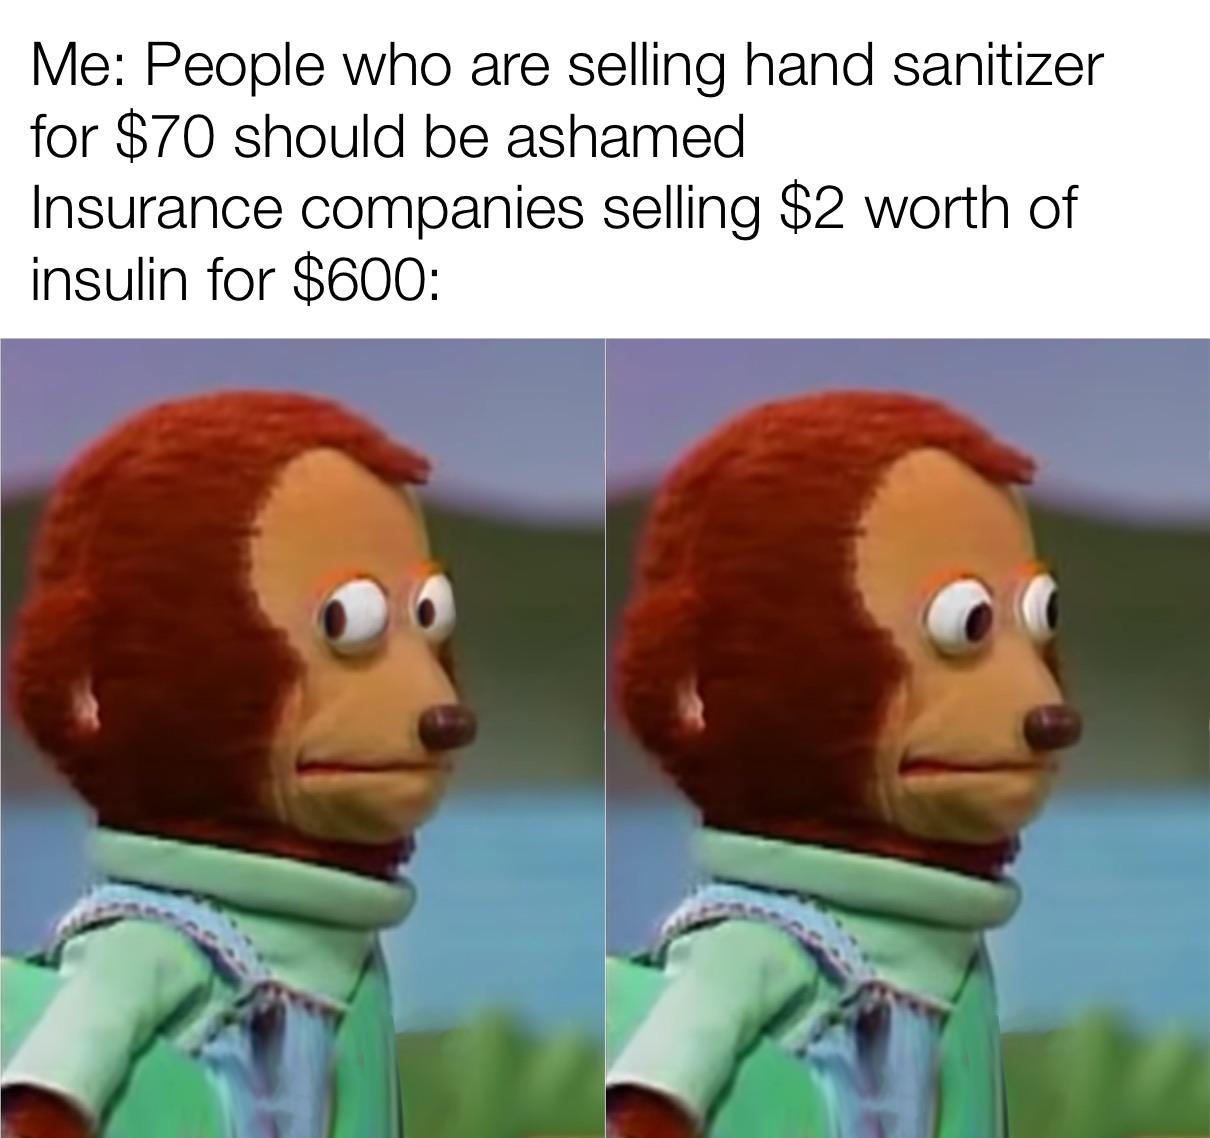 Me: People who are selling hand sanitizer
for $70 should be ashamed
Insurance companies selling $2 worth of
insulin for $600: